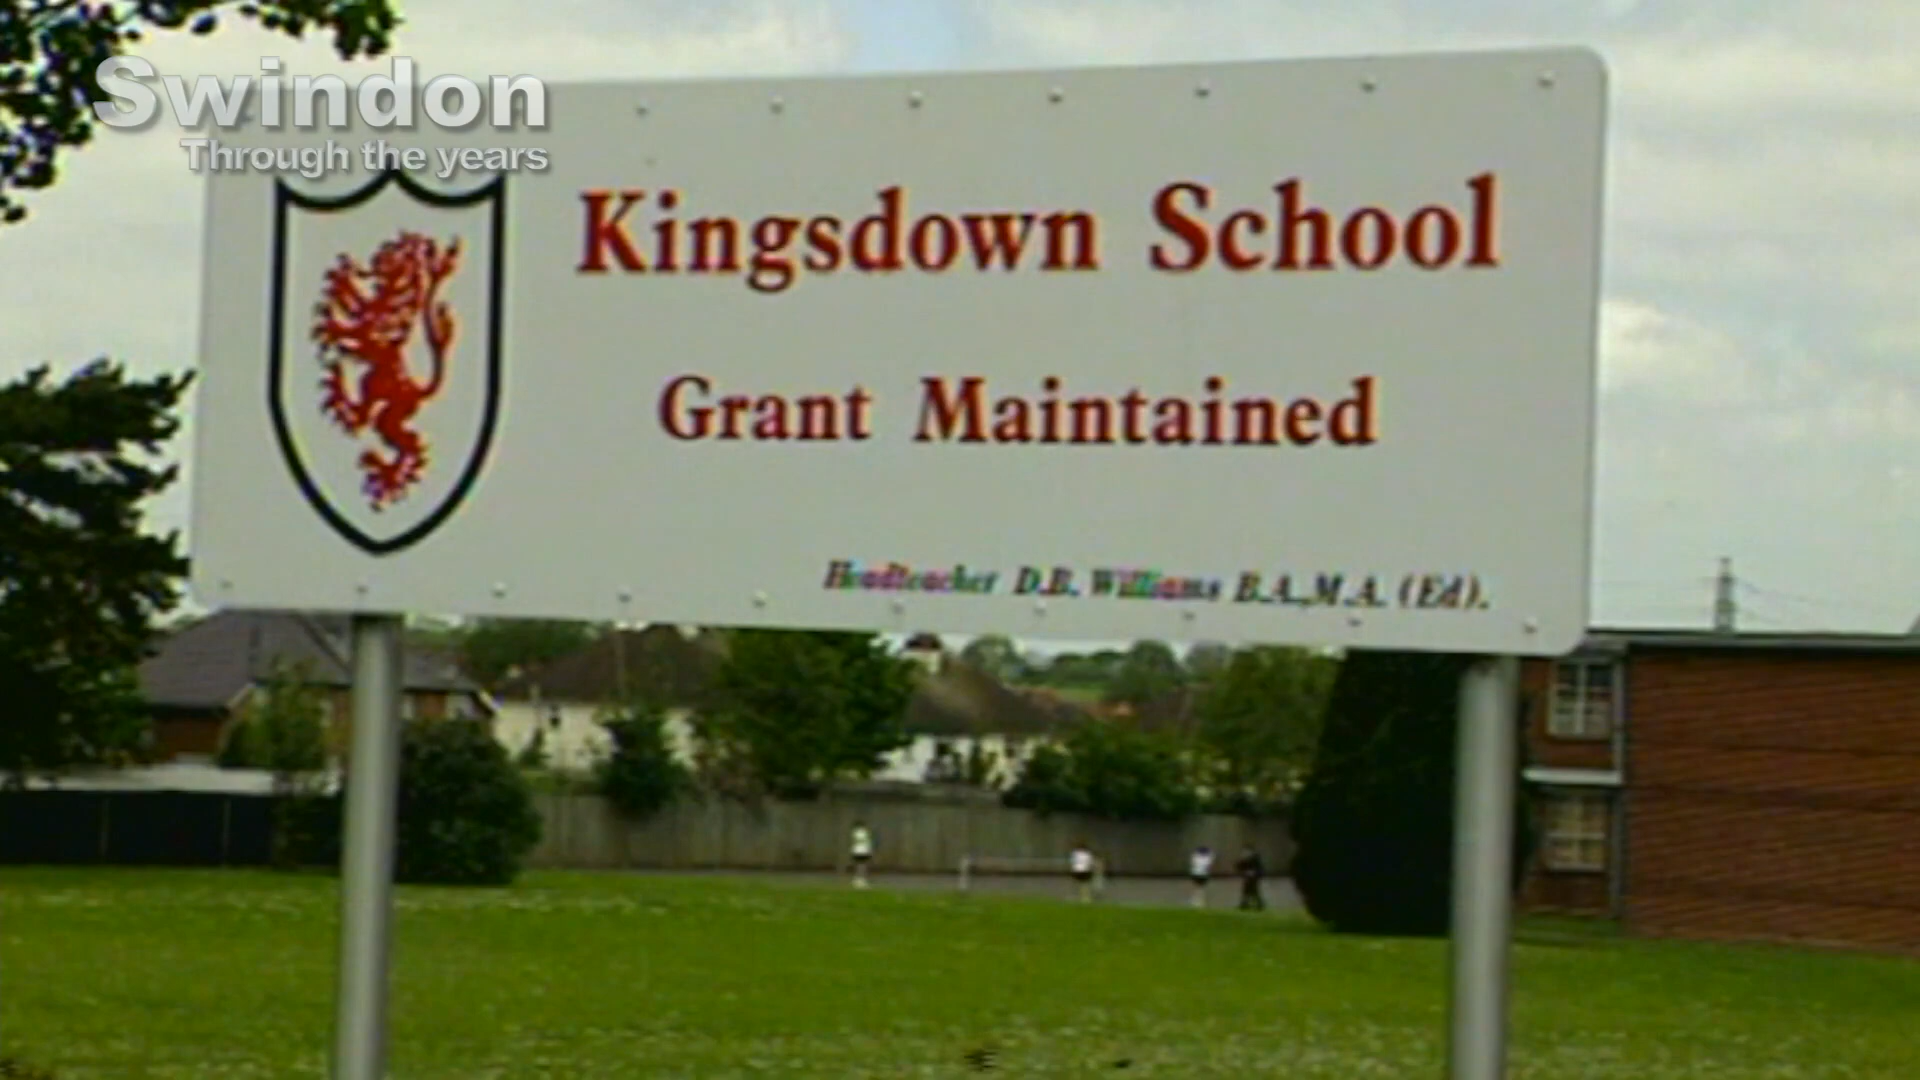 Swindon
Through the years
Kingsdown School
Grant Maintained
Headteacher D.B. Williams B.A.,M.A. (Ed).